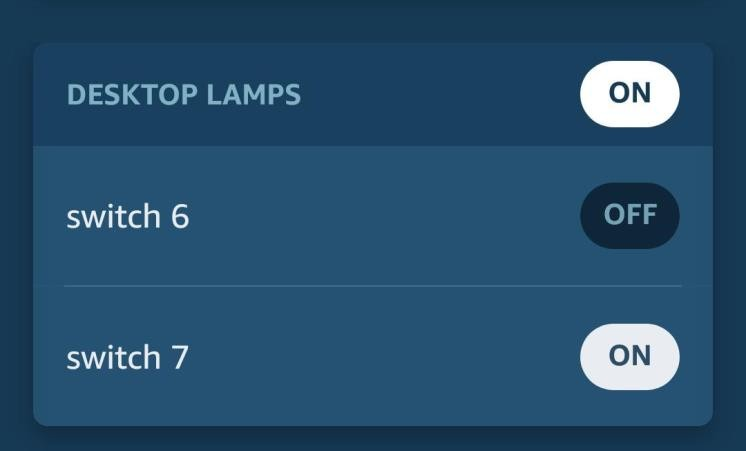 DESKTOP LAMPS ON
switch 6 OFF
switch 7 ON